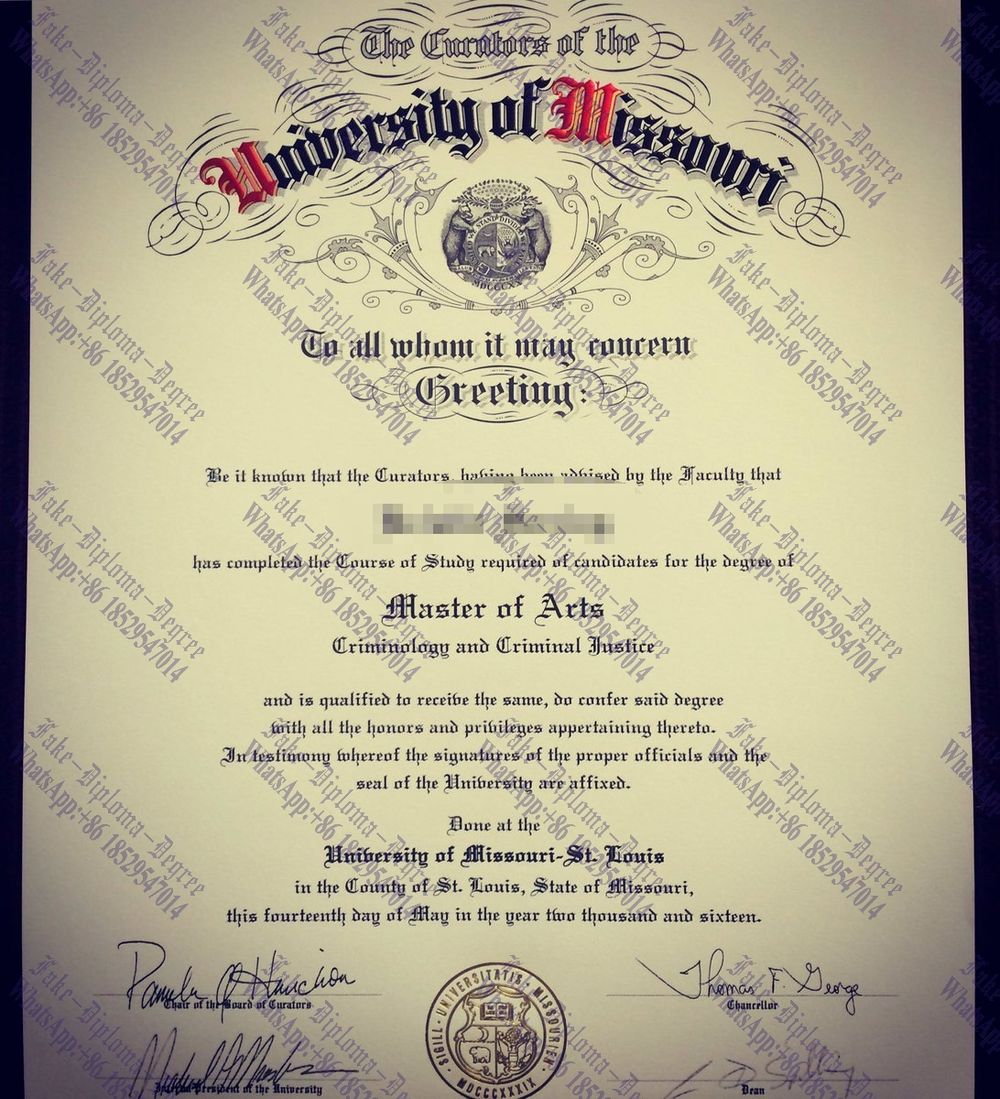 The Curators of the
University of Missouri
To all whom it may concern
Greeting:
Be it known that the Curators, having been advised by the Faculty that
has completed the Course of Study required of candidates for the degree of
Master of Arts
Criminology and Criminal Justice
and is qualified to receive the same, do confer said degree
with all the honors and privileges appertaining thereto.
In testimony whereof the signatures of the proper officials and the
seal of the University are affixed.
Done at the
University of Missouri-St. Louis
in the County of St. Louis, State of Missouri,
this fourteenth day of May in the year two thousand and sixteen.
Thomas F. George
Chair of the Board of Curators
Chancellor
SIGILL · UNIVERSITATIS · MISSOURIEN · MDCCCXXXIX
Interim President of the University
Dean
Fake-Diploma-Degree
WhatsApp:+86 18529547014